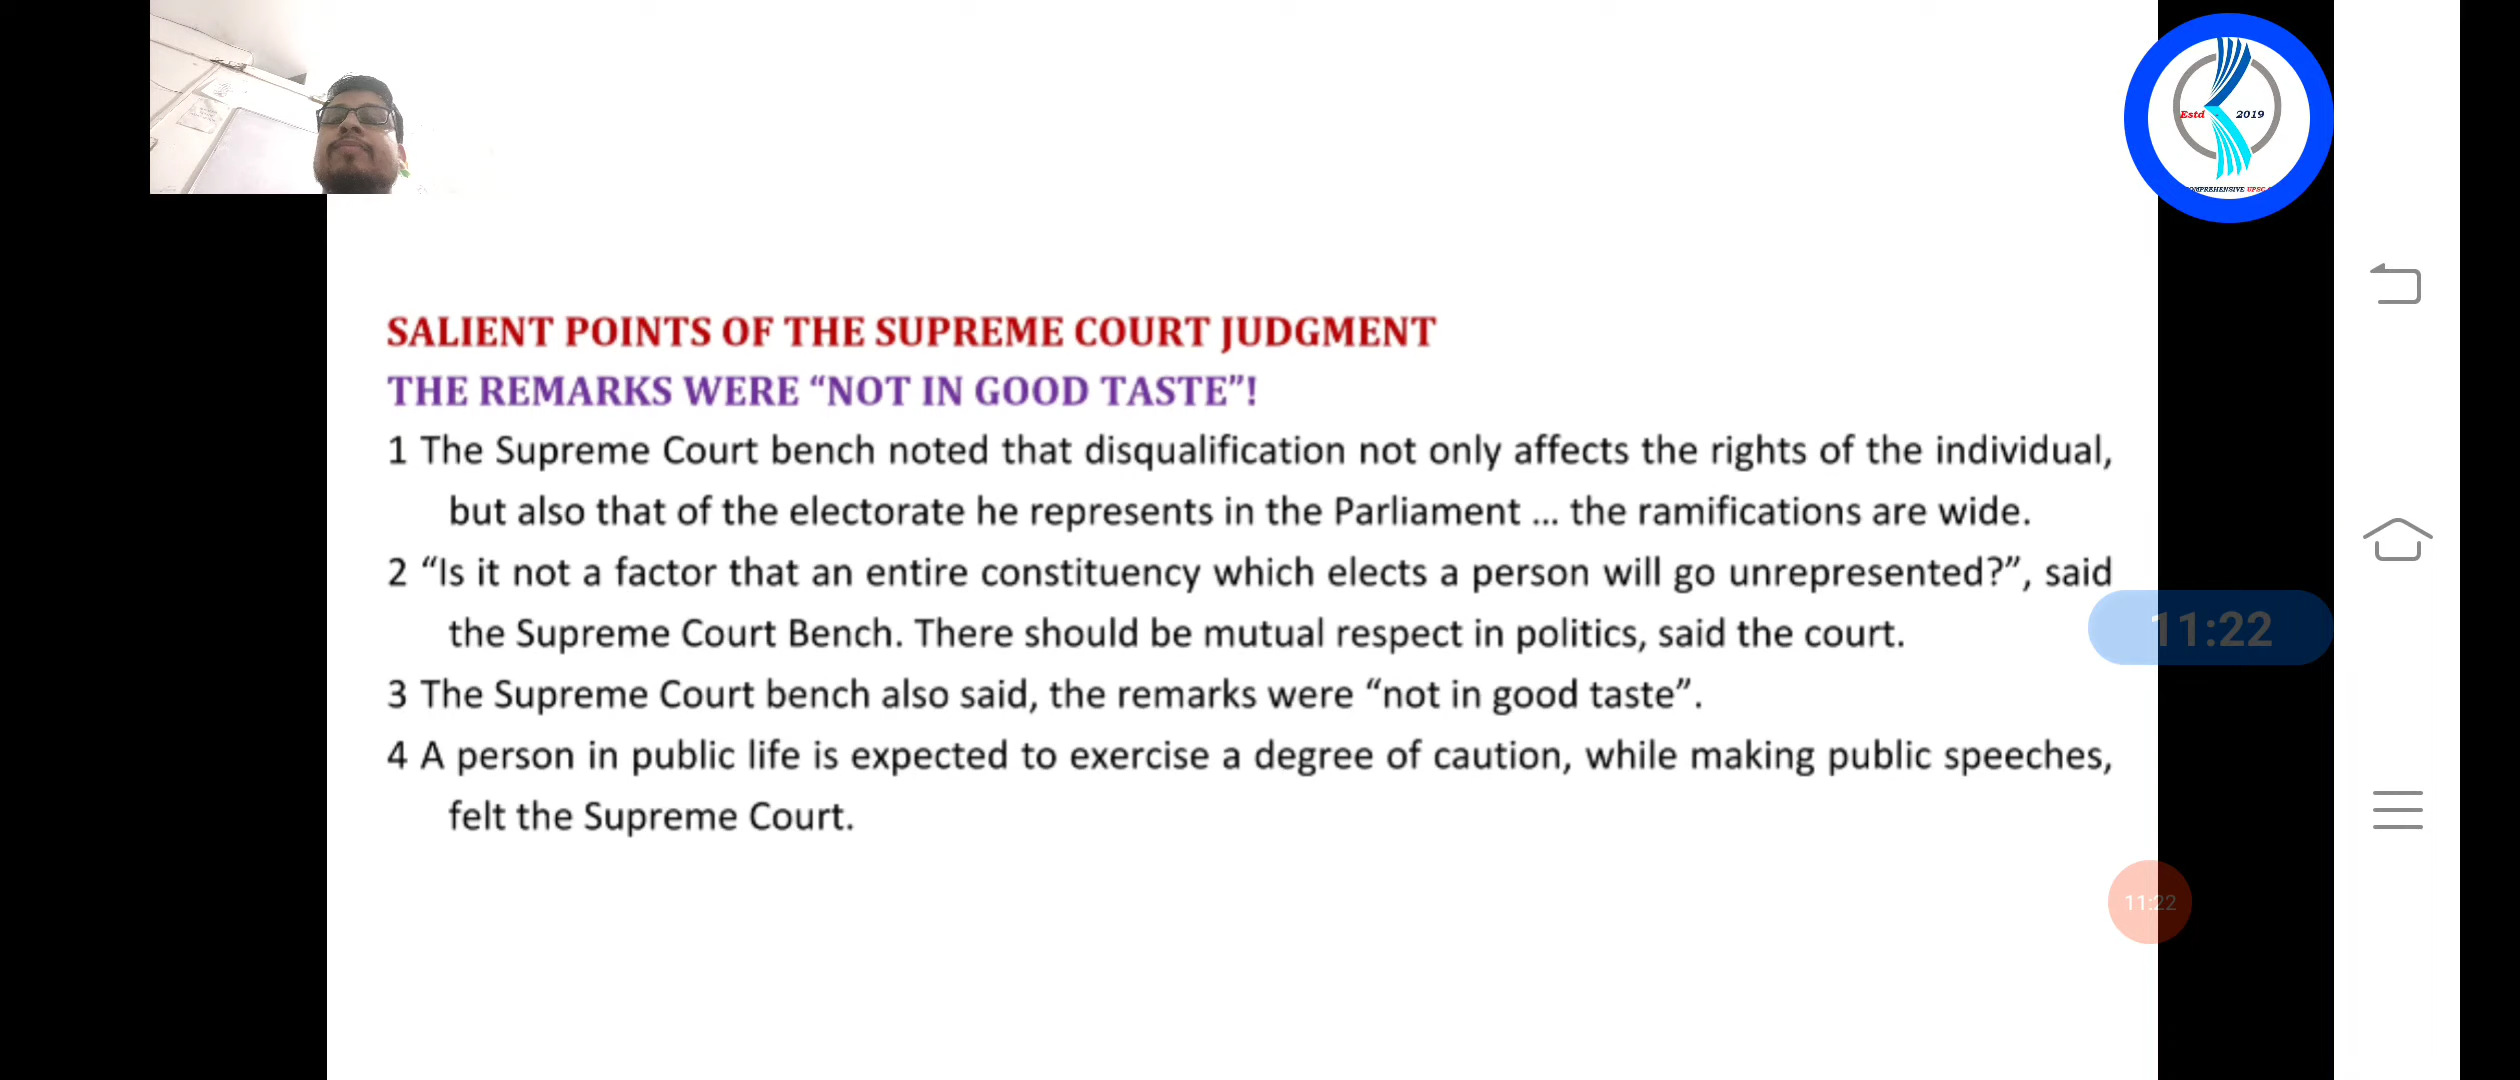 Estd 2019
COMPREHENSIVE UPSC
SALIENT POINTS OF THE SUPREME COURT JUDGMENT
THE REMARKS WERE “NOT IN GOOD TASTE”!
1 The Supreme Court bench noted that disqualification not only affects the rights of the individual,
but also that of the electorate he represents in the Parliament ... the ramifications are wide.
2 “Is it not a factor that an entire constituency which elects a person will go unrepresented?”, said
the Supreme Court Bench. There should be mutual respect in politics, said the court.
11:22
3 The Supreme Court bench also said, the remarks were “not in good taste”.
4 A person in public life is expected to exercise a degree of caution, while making public speeches,
felt the Supreme Court.
11:22